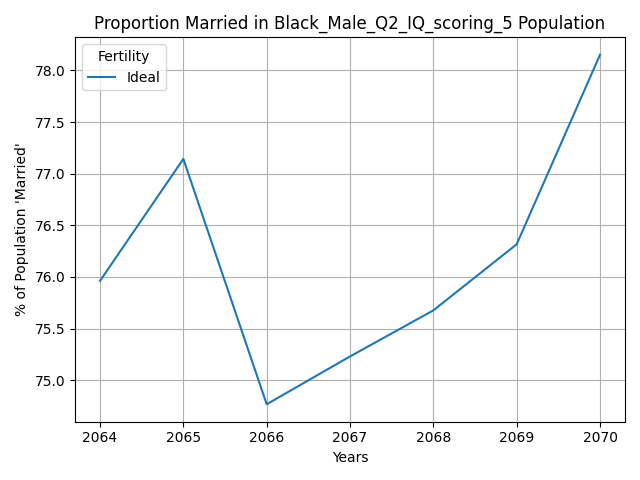 Proportion Married in Black_Male_Q2_IQ_scoring_5 Population
Fertility
Ideal
% of Population 'Married'
78.0
77.5
77.0
76.5
76.0
75.5
75.0
2064 2065 2066 2067 2068 2069 2070
Years